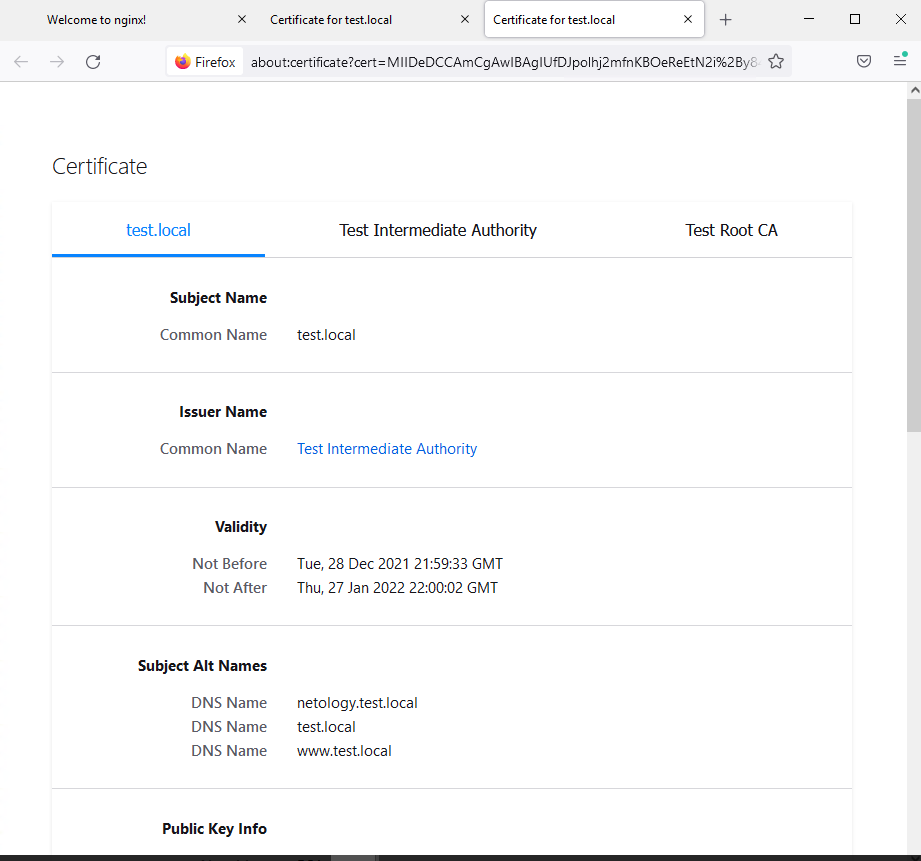 Welcome to nginx!
Certificate for test.local
Certificate for test.local
Firefox
about:certificate?cert=MIIDeDCCAmCgAwIBAgIUfDJpoIhj2mfnKBOeReEtN2i%2By84
Certificate
test.local
Test Intermediate Authority
Test Root CA
Subject Name
Common Name test.local
Issuer Name
Common Name Test Intermediate Authority
Validity
Not Before Tue, 28 Dec 2021 21:59:33 GMT
Not After Thu, 27 Jan 2022 22:00:02 GMT
Subject Alt Names
DNS Name netology.test.local
DNS Name test.local
DNS Name www.test.local
Public Key Info